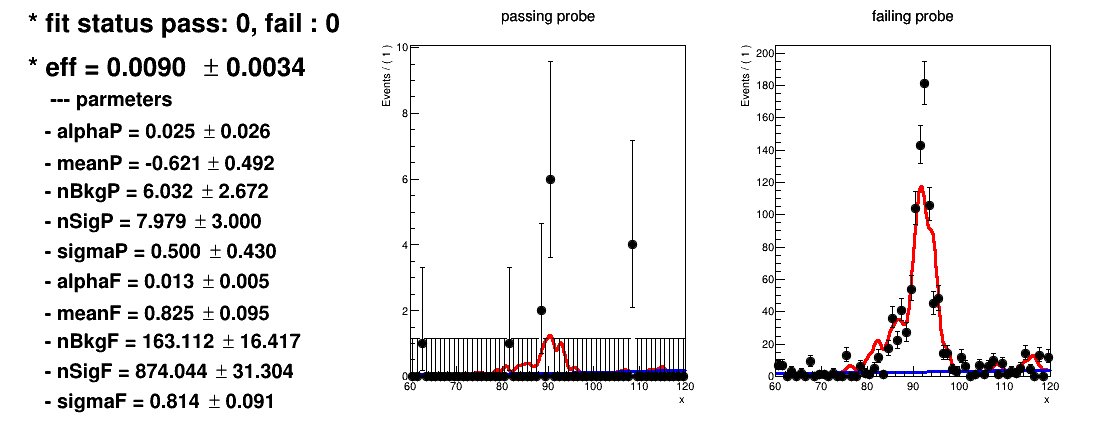 * fit status pass: 0, fail : 0
* eff = 0.0090 ± 0.0034
--- parmeters
- alphaP = 0.025 ± 0.026
- meanP = -0.621 ± 0.492
- nBkgP = 6.032 ± 2.672
- nSigP = 7.979 ± 3.000
- sigmaP = 0.500 ± 0.430
- alphaF = 0.013 ± 0.005
- meanF = 0.825 ± 0.095
- nBkgF = 163.112 ± 16.417
- nSigF = 874.044 ± 31.304
- sigmaF = 0.814 ± 0.091
passing probe
Events / ( 1 )
10
8
6
4
2
0
60 70 80 90 100 110 120
x
failing probe
Events / ( 1 )
200
180
160
140
120
100
80
60
40
20
0
60 70 80 90 100 110 120
x